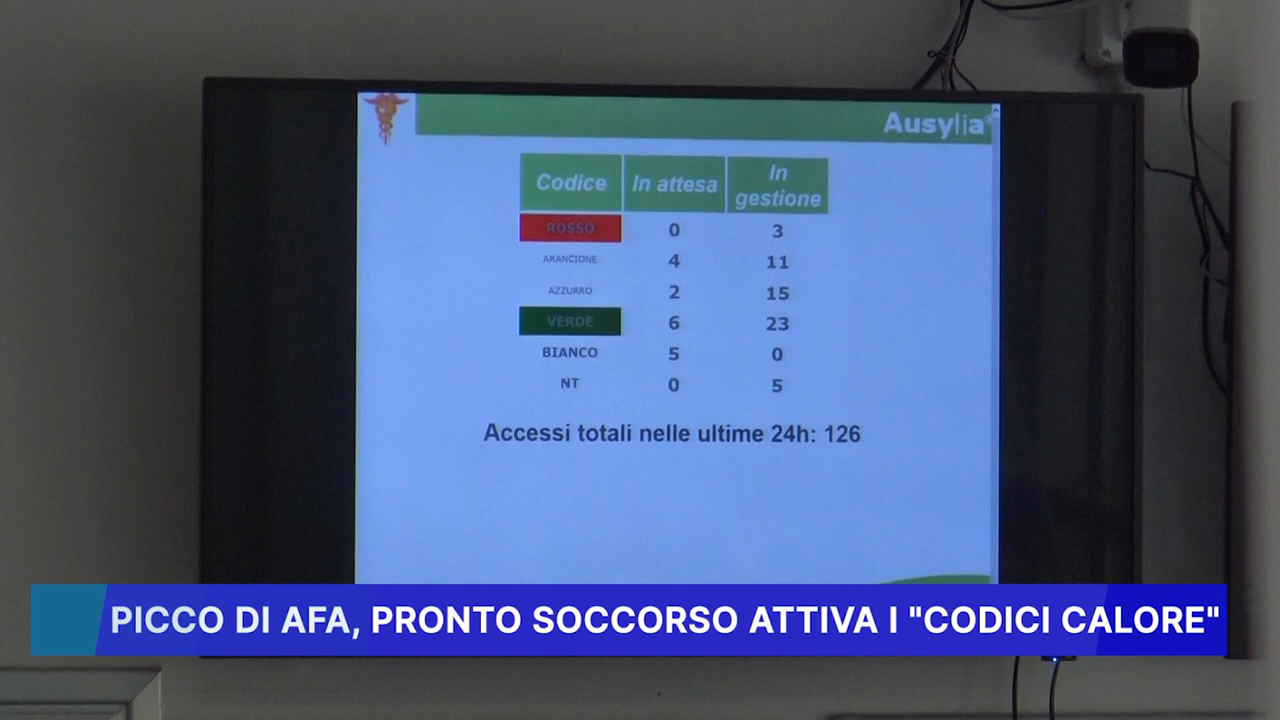 Ausylia
Codice In attesa In gestione
ROSSO 0 3
ARANCIONE 4 11
AZZURRO 2 15
VERDE 6 23
BIANCO 5 0
NT 0 5
Accessi totali nelle ultime 24h: 126
PICCO DI AFA, PRONTO SOCCORSO ATTIVA I "CODICI CALORE"